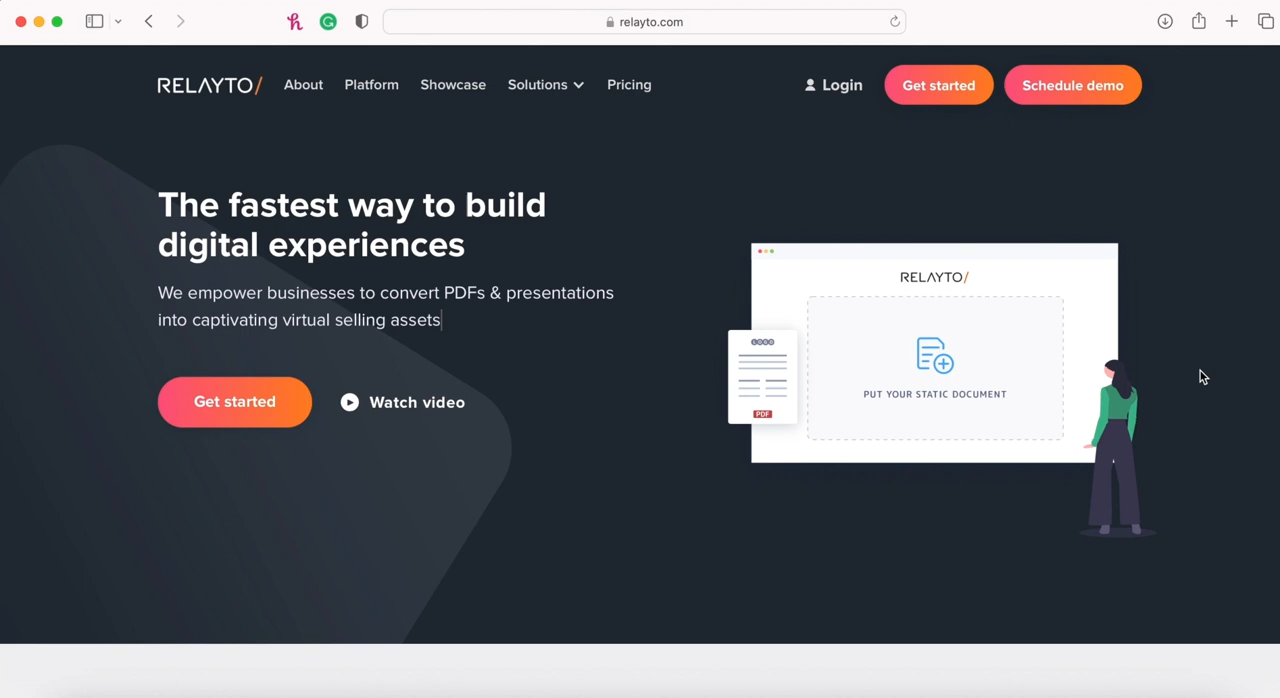 relayto.com
RELAYTO/ About Platform Showcase Solutions Pricing Login Get started Schedule demo
The fastest way to build
digital experiences
We empower businesses to convert PDFs & presentations
into captivating virtual selling assets
Get started Watch video
RELAYTO/
PUT YOUR STATIC DOCUMENT
PDF